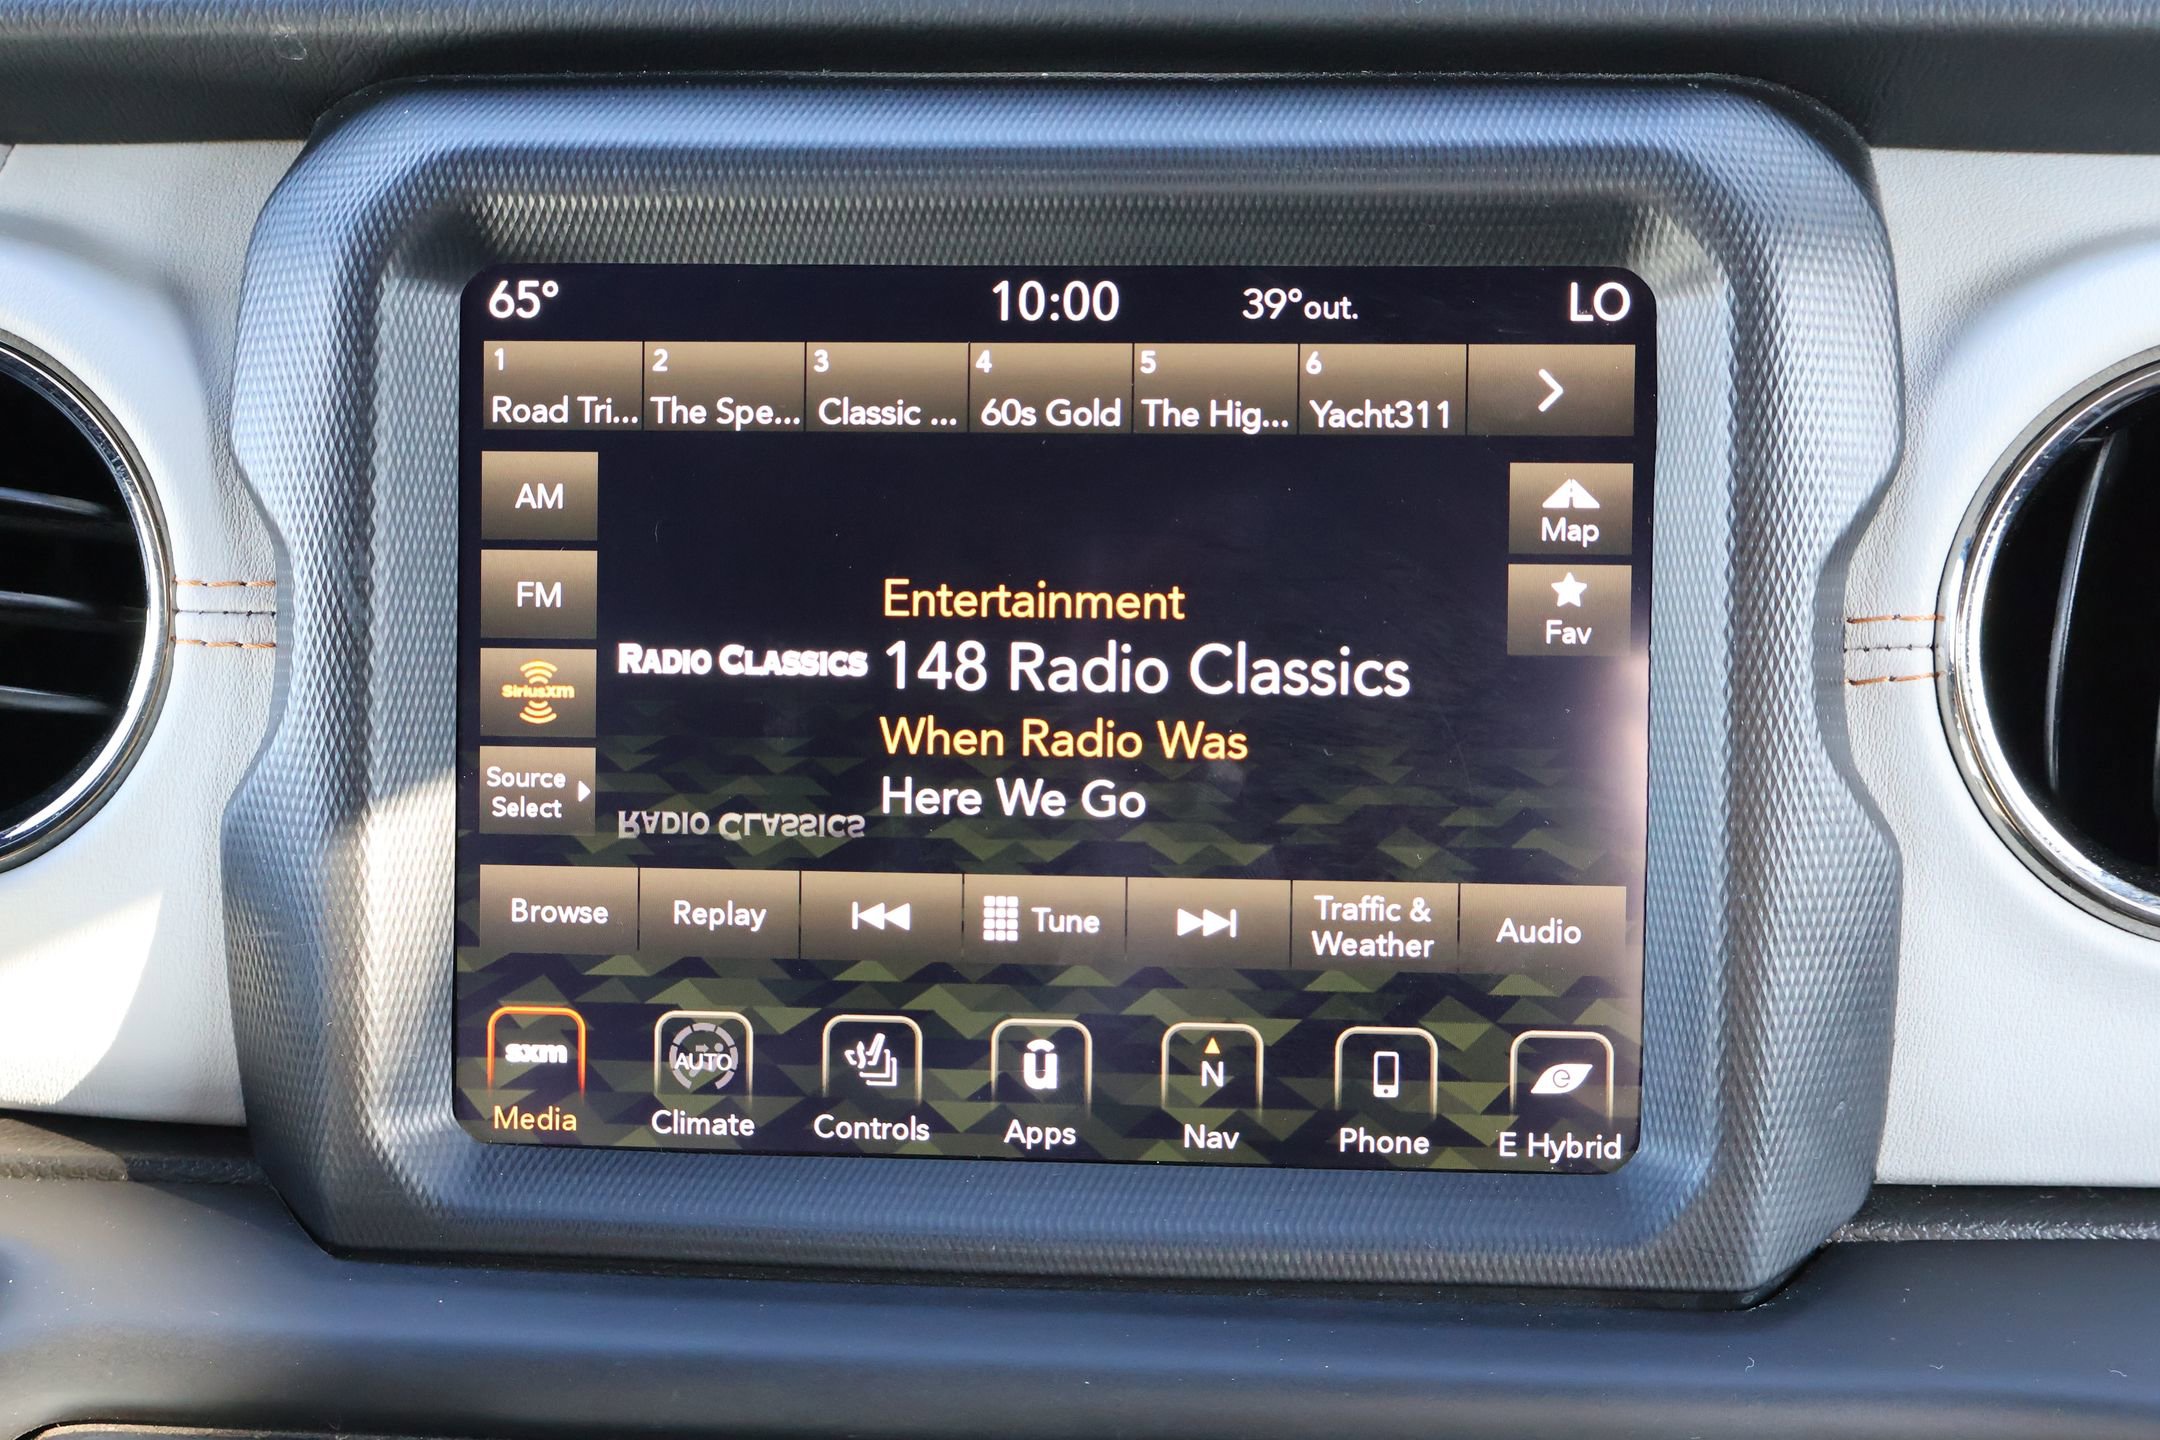 65° 10:00 39°out. LO
1 2 3 4 5 6
Road Tri... The Spe... Classic ... 60s Gold The Hig... Yacht311
AM
Map
FM
Fav
Entertainment
RADIO CLASSICS 148 Radio Classics
SiriusXM
When Radio Was
Source
Select
Here We Go
RADIO CLASSICS
Browse Replay Tune Traffic & Audio
Weather
sxm AUTO u N e
Media Climate Controls Apps Nav Phone E Hybrid